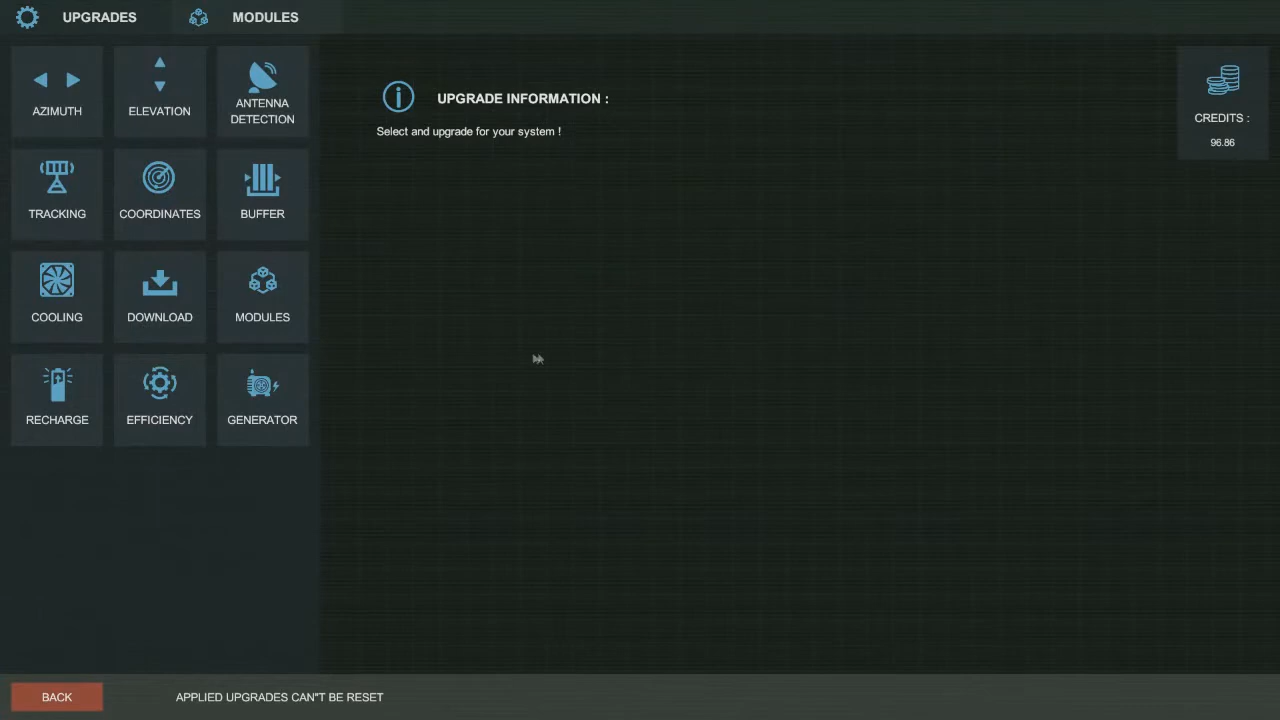 UPGRADES
MODULES
AZIMUTH
ELEVATION
ANTENNA
DETECTION
TRACKING
COORDINATES
BUFFER
COOLING
DOWNLOAD
MODULES
RECHARGE
EFFICIENCY
GENERATOR
UPGRADE INFORMATION :
Select and upgrade for your system !
CREDITS :
96.86
BACK
APPLIED UPGRADES CAN"T BE RESET